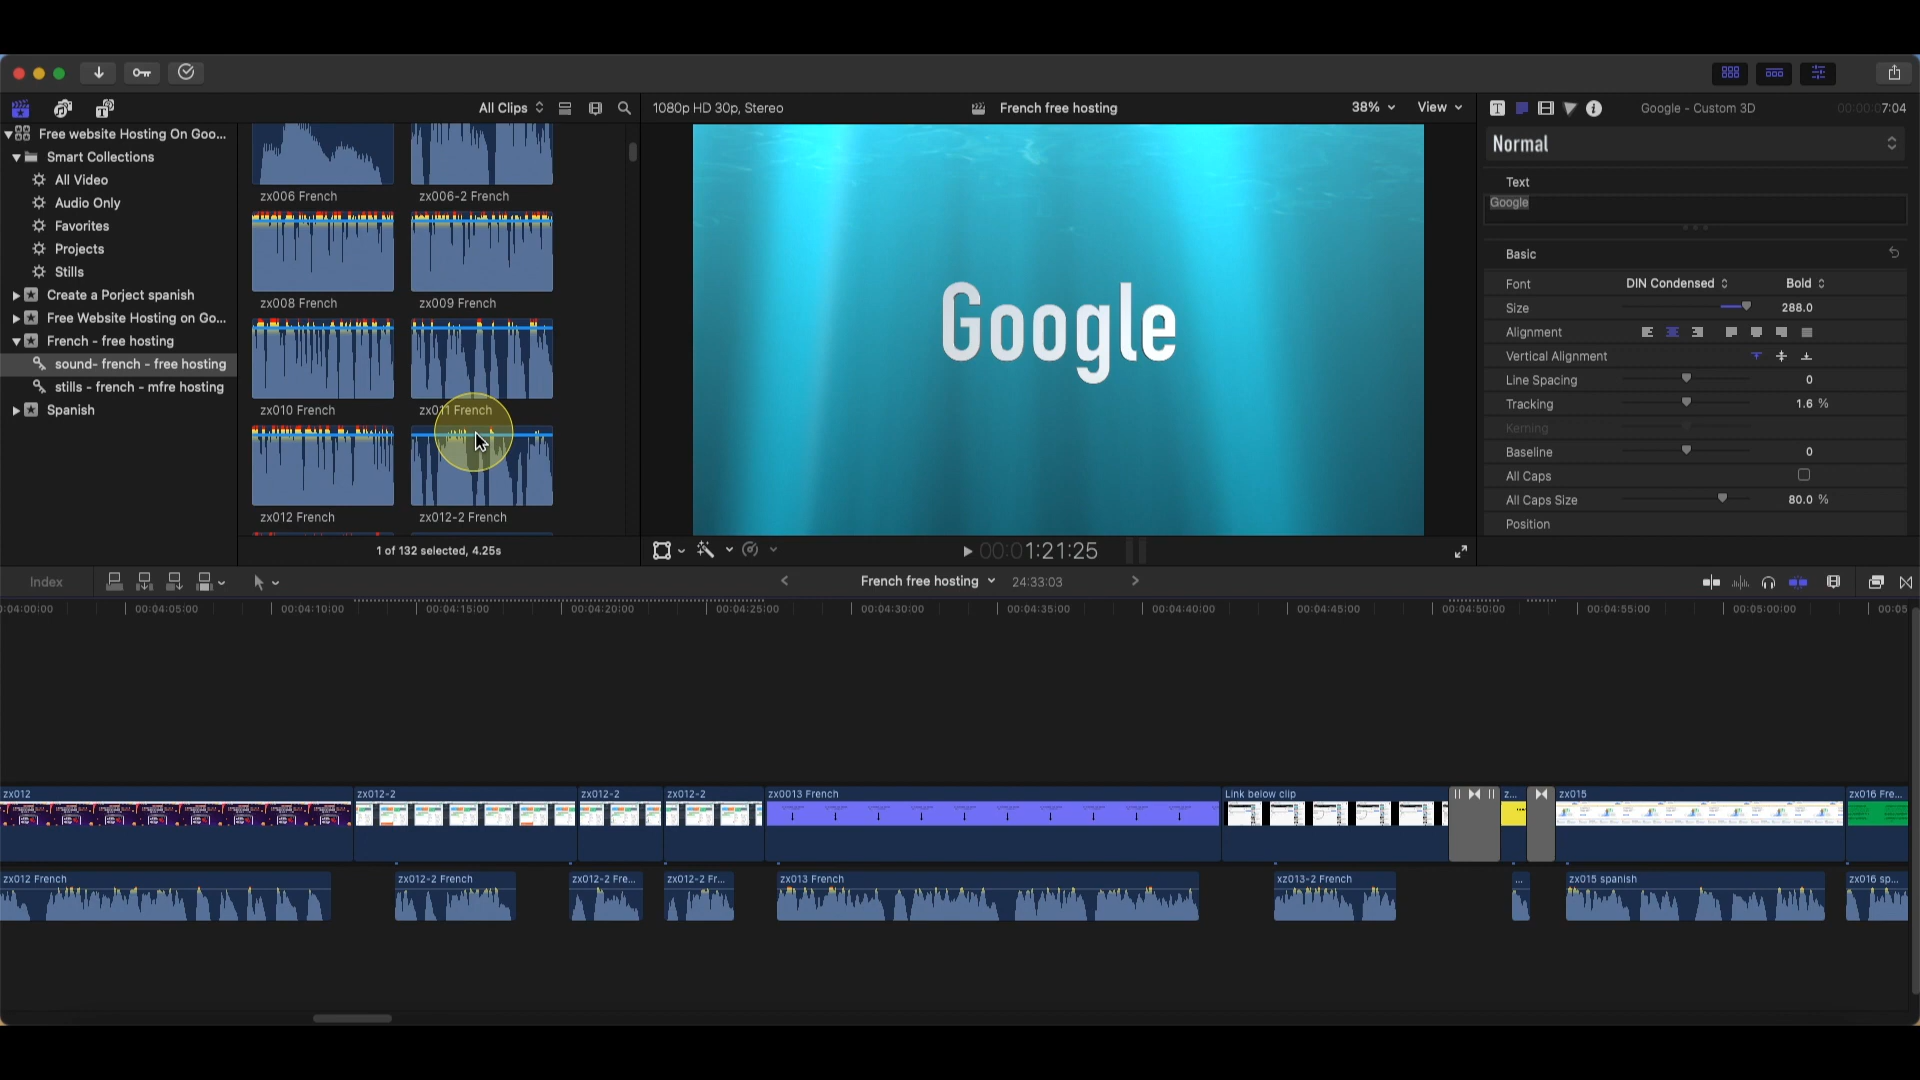 All Clips
1080p HD 30p, Stereo
French free hosting
38%
View
Google - Custom 3D
00:00:07:04
Free website Hosting On Goo...
Smart Collections
All Video
Audio Only
Favorites
Projects
Stills
Create a Porject spanish
Free Website Hosting on Go...
French - free hosting
sound- french - free hosting
stills - french - mfre hosting
Spanish
zx006 French
zx006-2 French
zx008 French
zx009 French
zx010 French
zx011 French
zx012 French
zx012-2 French
1 of 132 selected, 4.25s
Google
00:01:21:25
Normal
Text
Google
Basic
Font
DIN Condensed
Bold
Size
288.0
Alignment
Vertical Alignment
Line Spacing
0
Tracking
1.6 %
Kerning
Baseline
0
All Caps
All Caps Size
80.0 %
Position
Index
French free hosting
24:33:03
0:04:00:00
00:04:05:00
00:04:10:00
00:04:15:00
00:04:20:00
00:04:25:00
00:04:30:00
00:04:35:00
00:04:40:00
00:04:45:00
00:04:50:00
00:04:55:00
00:05:00:00
00:05
zx012
zx012-2
zx012-2
zx012-2
zx0013 French
Link below clip
z...
zx015
zx016 Fre...
zx012 French
zx012-2 French
zx012-2 Fre...
zx012-2 Fr...
zx013 French
xz013-2 French
...
zx015 spanish
zx016 sp...